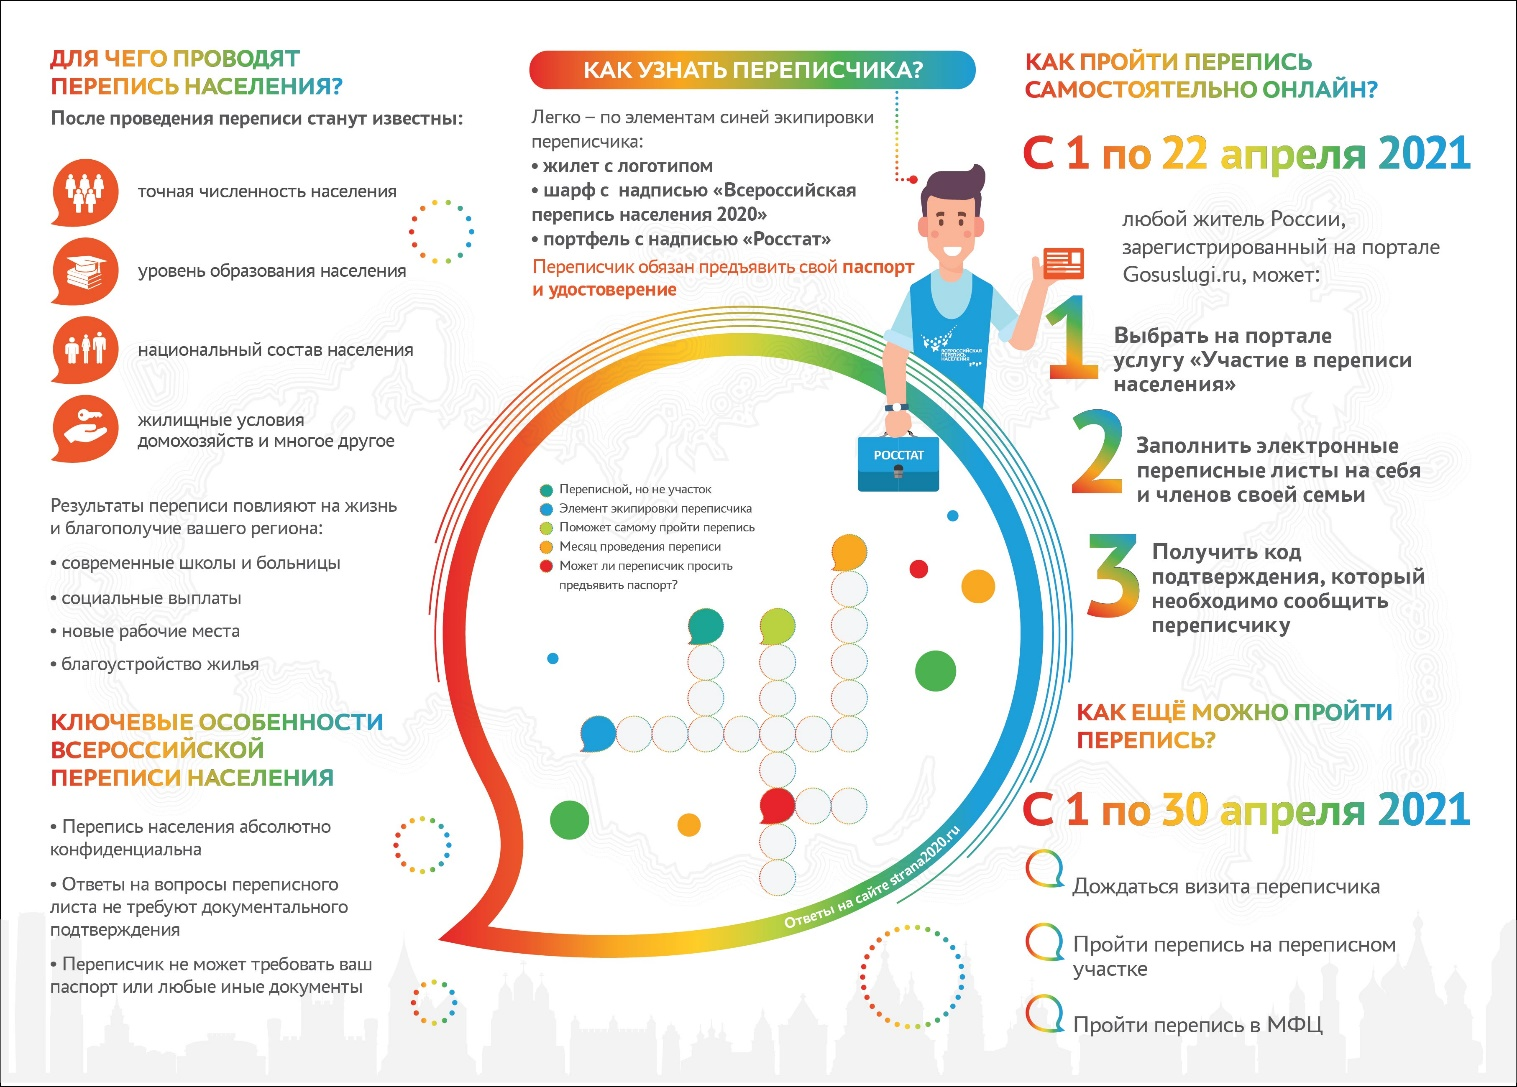 ДЛЯ ЧЕГО ПРОВОДЯТ
ПЕРЕПИСЬ НАСЕЛЕНИЯ?
После проведения переписи станут известны:
точная численность населения
уровень образования населения
национальный состав населения
жилищные условия
домохозяйств и многое другое
Результаты переписи повлияют на жизнь
и благополучие вашего региона:
• современные школы и больницы
• социальные выплаты
• новые рабочие места
• благоустройство жилья
КЛЮЧЕВЫЕ ОСОБЕННОСТИ
ВСЕРОССИЙСКОЙ
ПЕРЕПИСИ НАСЕЛЕНИЯ
• Перепись населения абсолютно
конфиденциальна
• Ответы на вопросы переписного
листа не требуют документального
подтверждения
• Переписчик не может требовать ваш
паспорт или любые иные документы
КАК УЗНАТЬ ПЕРЕПИСЧИКА?
Легко – по элементам синей экипировки
переписчика:
• жилет с логотипом
• шарф с надписью «Всероссийская
перепись населения 2020»
• портфель с надписью «Росстат»
Переписчик обязан предъявить свой паспорт
и удостоверение
ВСЕРОССИЙСКАЯ
ПЕРЕПИСЬ
НАСЕЛЕНИЯ
РОССТАТ
Переписной, но не участок
Элемент экипировки переписчика
Поможет самому пройти перепись
Месяц проведения переписи
Может ли переписчик просить
предъявить паспорт?
Ответы на сайте strana2020.ru
КАК ПРОЙТИ ПЕРЕПИСЬ
САМОСТОЯТЕЛЬНО ОНЛАЙН?
С 1 по 22 апреля 2021
любой житель России,
зарегистрированный на портале
Gosuslugi.ru, может:
1
Выбрать на портале
услугу «Участие в переписи
населения»
2
Заполнить электронные
переписные листы на себя
и членов своей семьи
3
Получить код
подтверждения, который
необходимо сообщить
переписчику
КАК ЕЩЁ МОЖНО ПРОЙТИ
ПЕРЕПИСЬ?
С 1 по 30 апреля 2021
Дождаться визита переписчика
Пройти перепись на переписном
участке
Пройти перепись в МФЦ